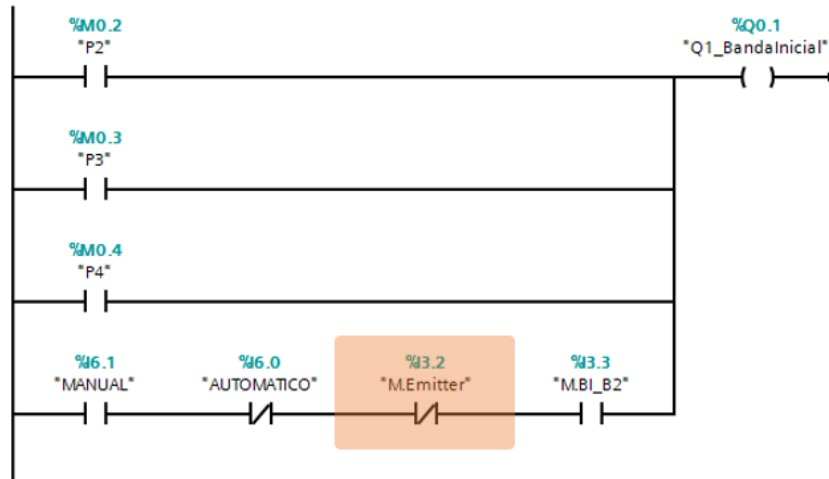 %M0.2
"P2"
%Q0.1
"Q1_BandaInicial"
%M0.3
"P3"
%M0.4
"P4"
%I6.1
"MANUAL"
%I6.0
"AUTOMATICO"
%I3.2
"M.Emitter"
%I3.3
"M.BI_B2"